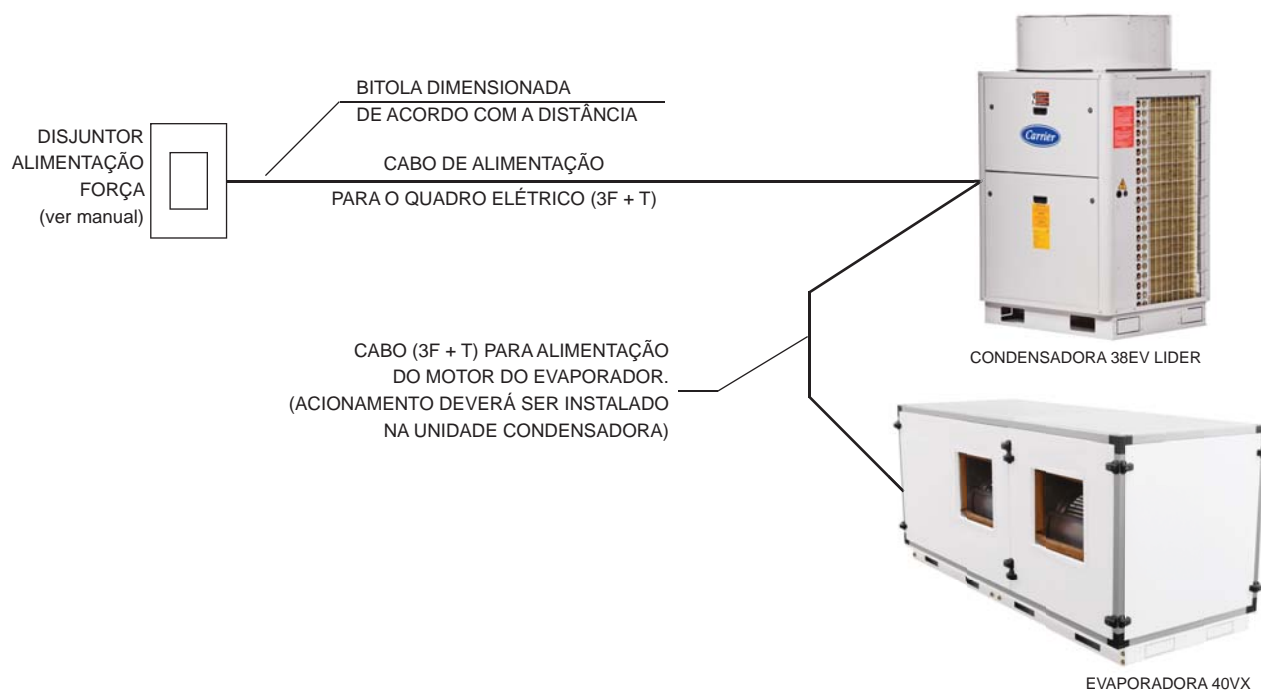 BITOLA DIMENSIONADA
DE ACORDO COM A DISTÂNCIA
DISJUNTOR
ALIMENTAÇÃO
FORÇA
(ver manual)
CABO DE ALIMENTAÇÃO
PARA O QUADRO ELÉTRICO (3F + T)
Carrier
CONDENSADORA 38EV LIDER
CABO (3F + T) PARA ALIMENTAÇÃO
DO MOTOR DO EVAPORADOR.
(ACIONAMENTO DEVERÁ SER INSTALADO
NA UNIDADE CONDENSADORA)
EVAPORADORA 40VX